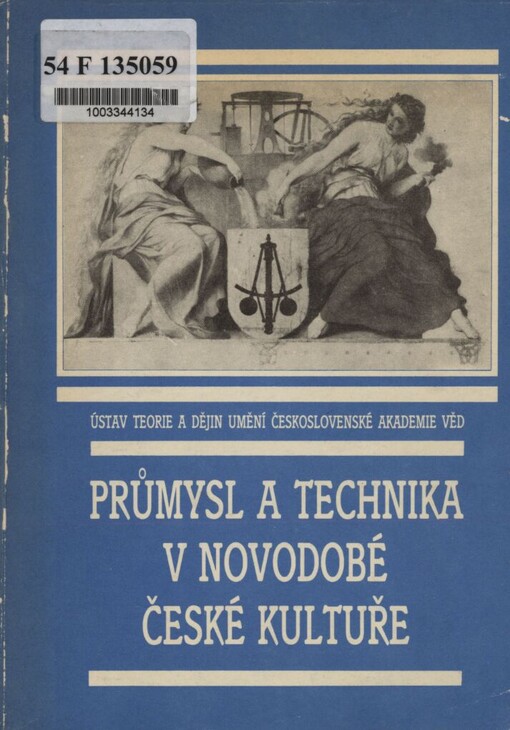 54 F 135059
1003344134
ÚSTAV TEORIE A DĚJIN UMĚNÍ ČESKOSLOVENSKÉ AKADEMIE VĚD
PRŮMYSL A TECHNIKA
V NOVODOBÉ
ČESKÉ KULTUŘE